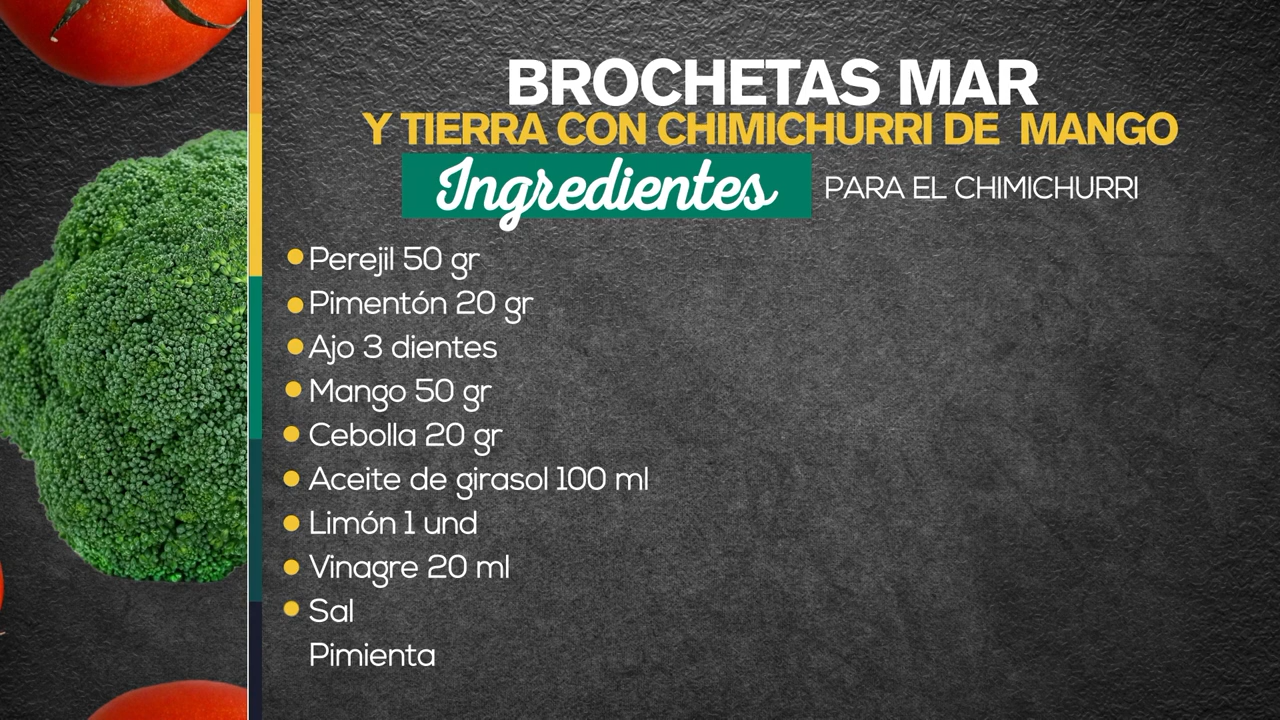 BROCHETAS MAR
Y TIERRA CON CHIMICHURRI DE MANGO
Ingredientes PARA EL CHIMICHURRI
Perejil 50 gr
Pimentón 20 gr
Ajo 3 dientes
Mango 50 gr
Cebolla 20 gr
Aceite de girasol 100 ml
Limón 1 und
Vinagre 20 ml
Sal
Pimienta